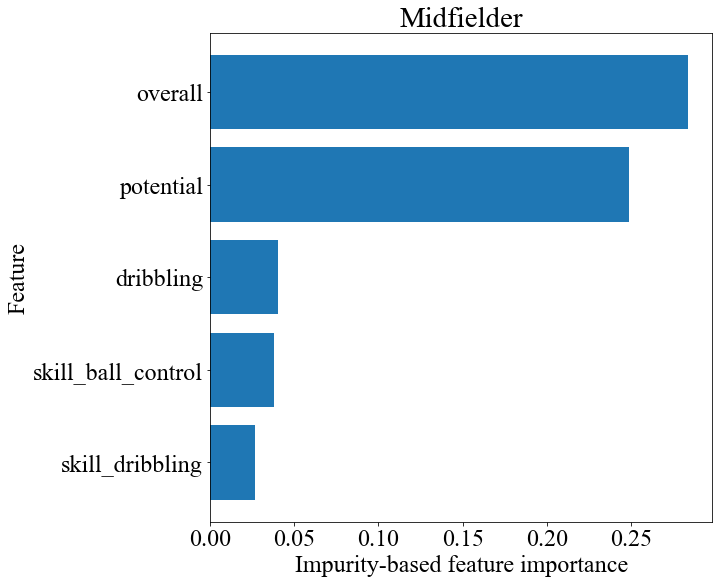 Midfielder
Feature
overall
potential
dribbling
skill_ball_control
skill_dribbling
0.00 0.05 0.10 0.15 0.20 0.25
Impurity-based feature importance